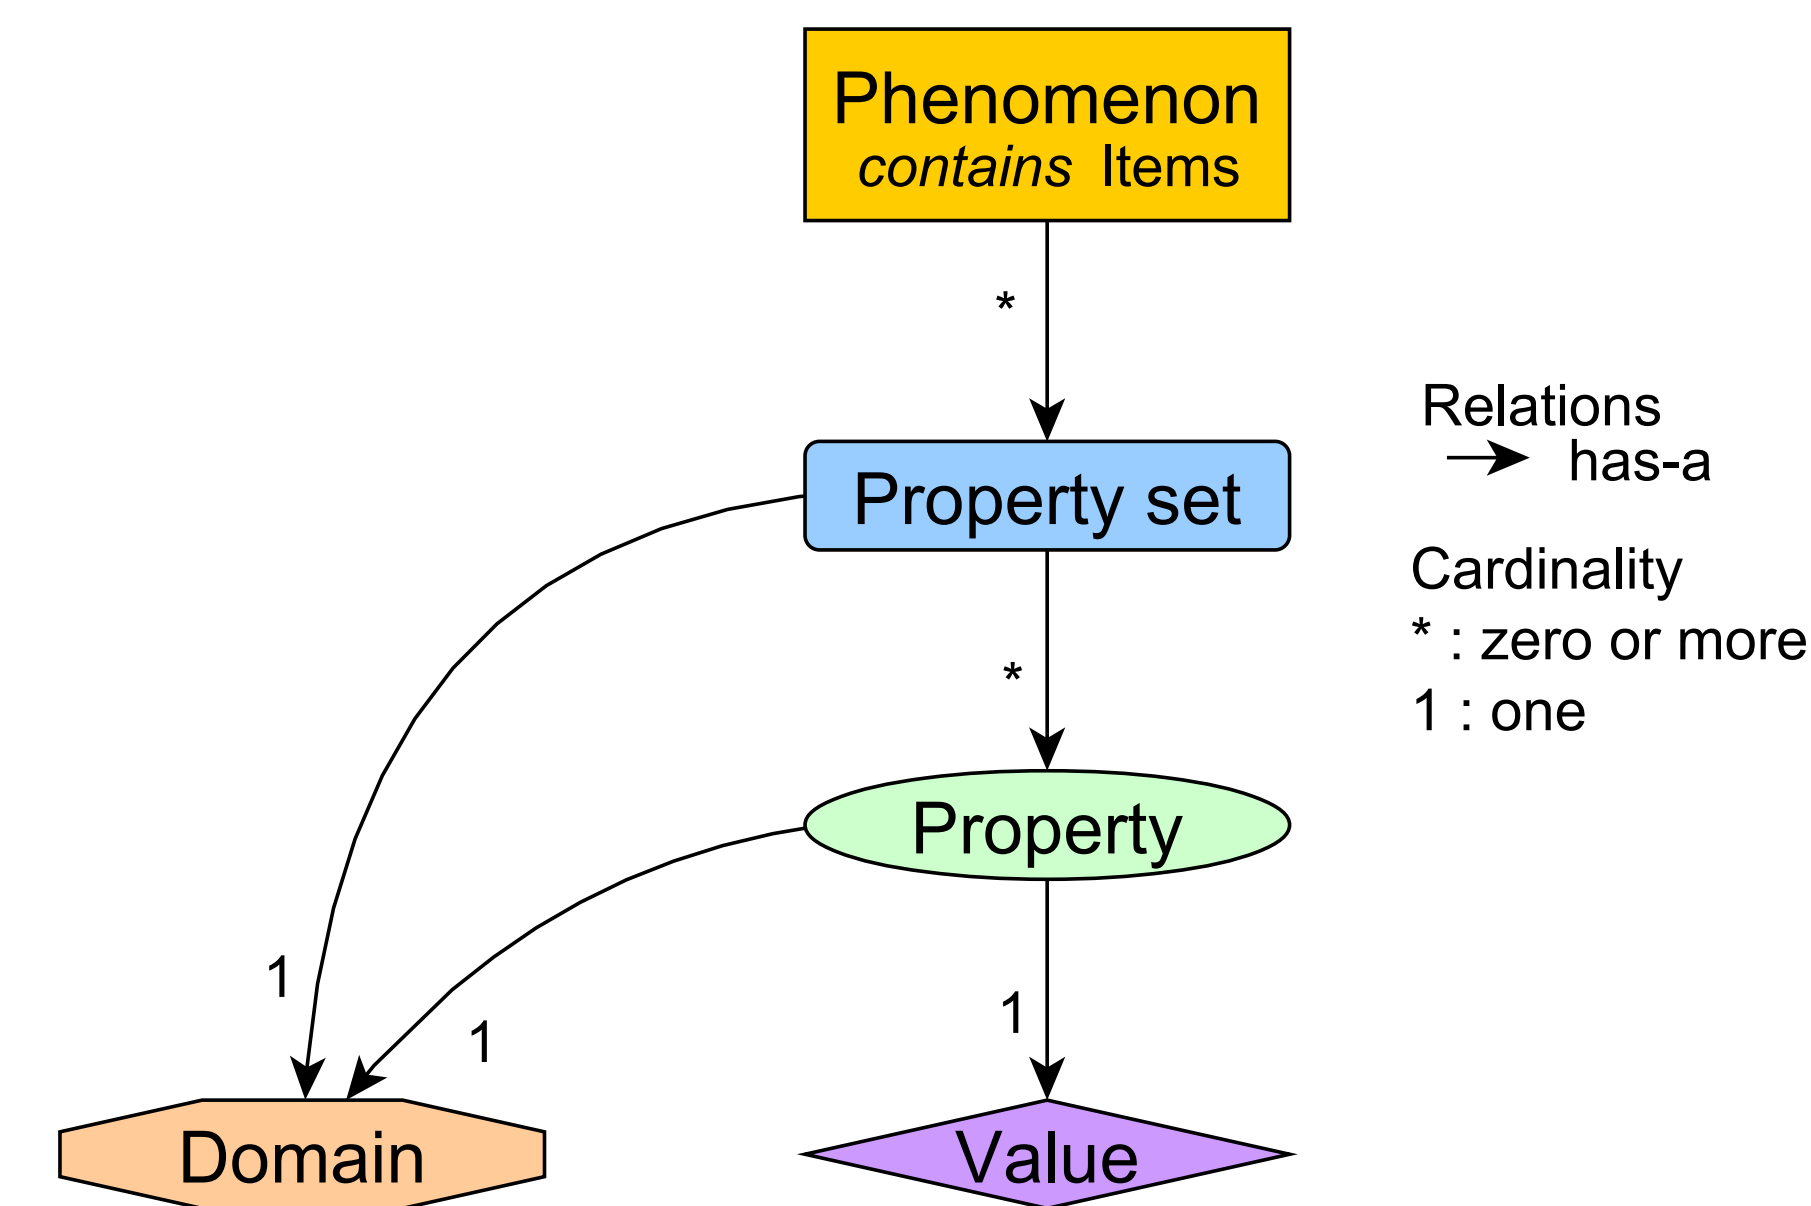 Phenomenon
contains Items
*
Relations
has-a
Property set
Cardinality
* : zero or more
*
1 : one
Property
1
1
1
Domain
Value